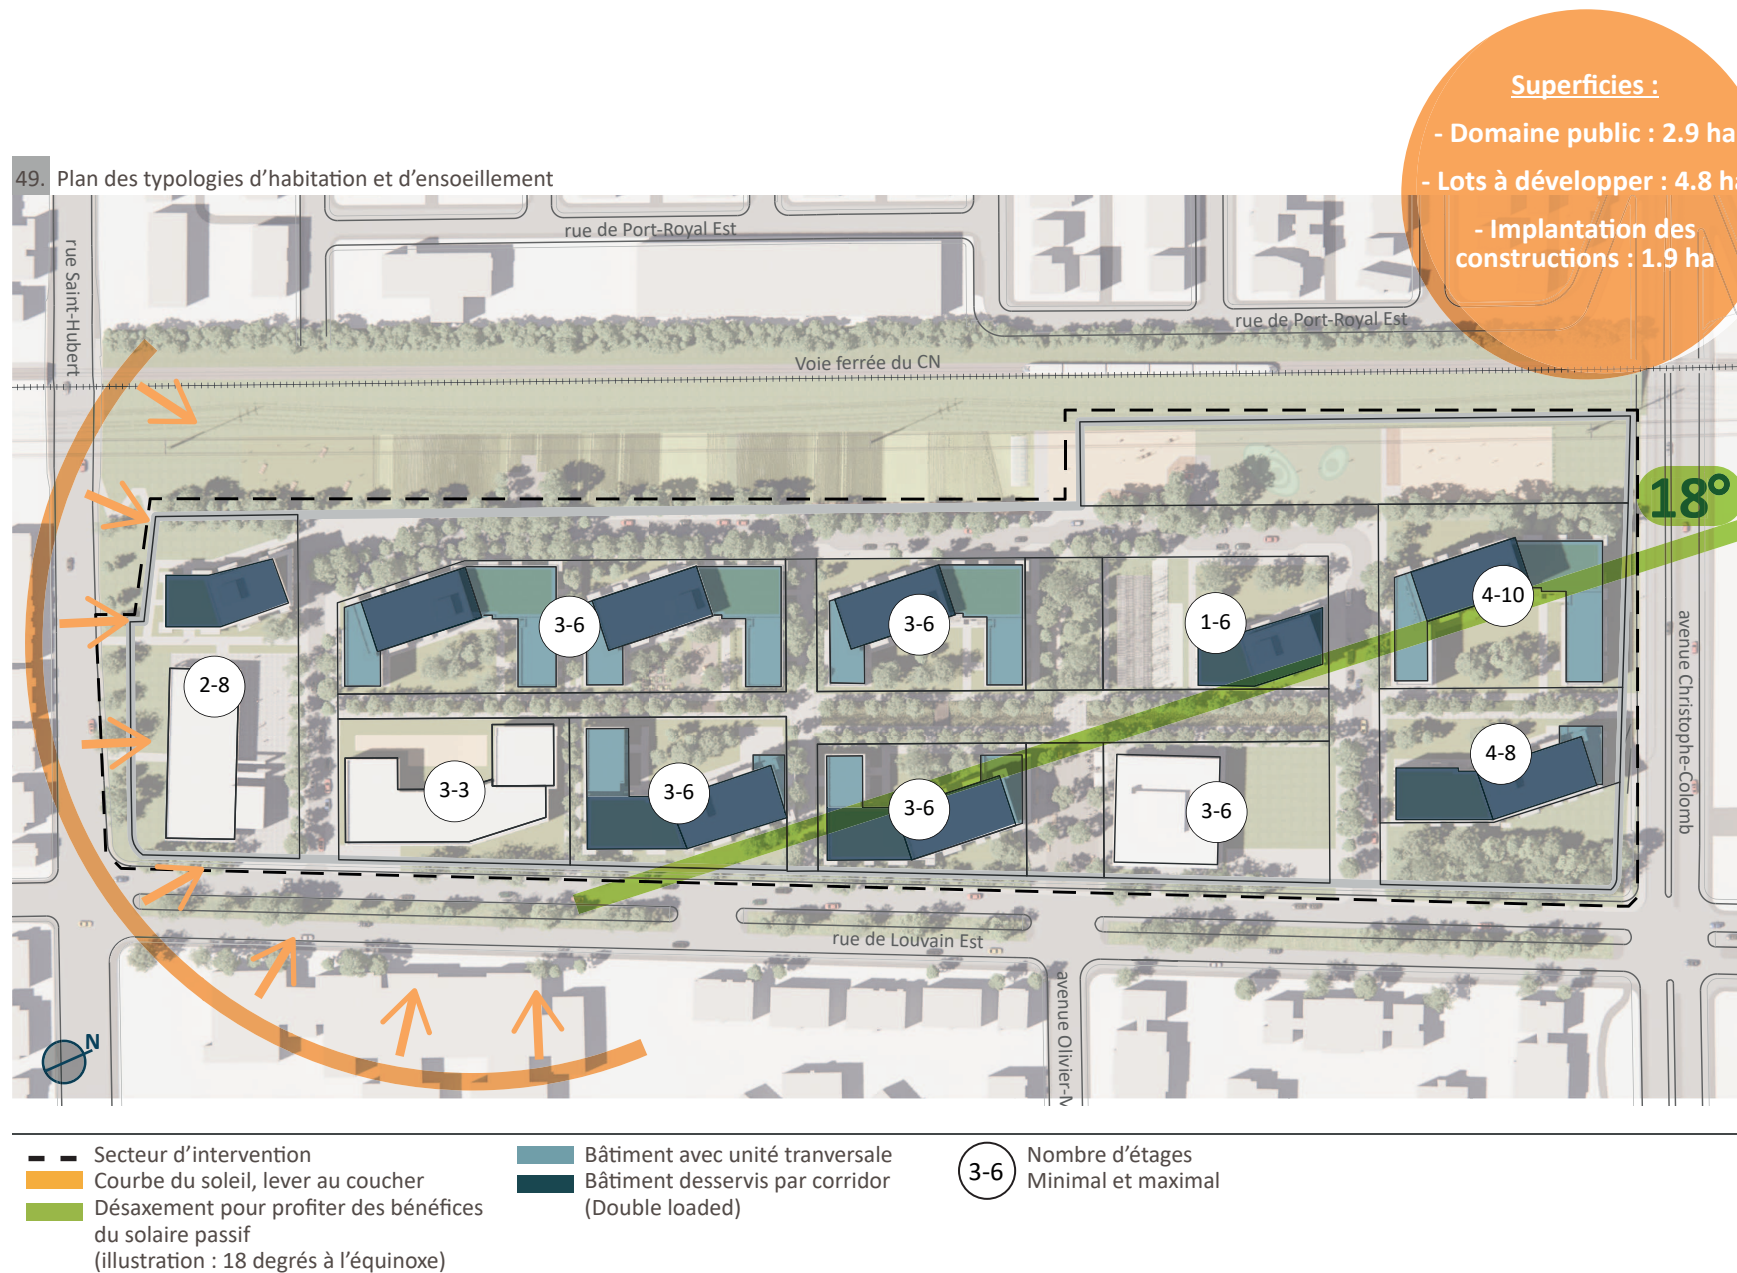 Superficies :
- Domaine public : 2.9 ha
- Lots à développer : 4.8 ha
- Implantation des
constructions : 1.9 ha
49. Plan des typologies d'habitation et d'ensoeillement
rue Saint-Hubert
rue de Port-Royal Est
rue de Port-Royal Est
Voie ferrée du CN
18°
3-6
3-6
1-6
4-10
2-8
3-3
3-6
3-6
3-6
4-8
avenue Christophe-Colomb
rue de Louvain Est
avenue Olivier-M
N
Secteur d'intervention
Courbe du soleil, lever au coucher
Désaxement pour profiter des bénéfices
du solaire passif
(illustration : 18 degrés à l'équinoxe)
Bâtiment avec unité tranversale
Bâtiment desservis par corridor
(Double loaded)
3-6
Nombre d'étages
Minimal et maximal